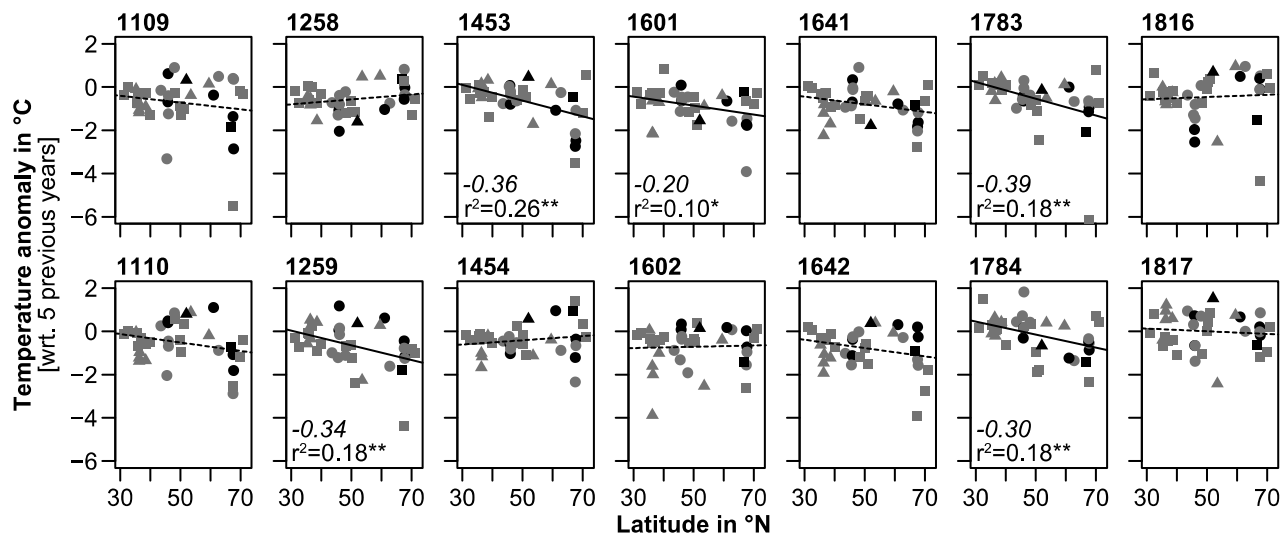 1109 1258 1453 1601 1641 1783 1816
2
0
−2
−4
−6
-0.36
r²=0.26**
-0.20
r²=0.10*
-0.39
r²=0.18**
1110 1259 1454 1602 1642 1784 1817
2
0
−2
−4
−6
-0.34
r²=0.18**
-0.30
r²=0.18**
30 50 70 30 50 70 30 50 70 30 50 70 30 50 70 30 50 70 30 50 70
Latitude in °N
Temperature anomaly in °C
[wrt. 5 previous years]